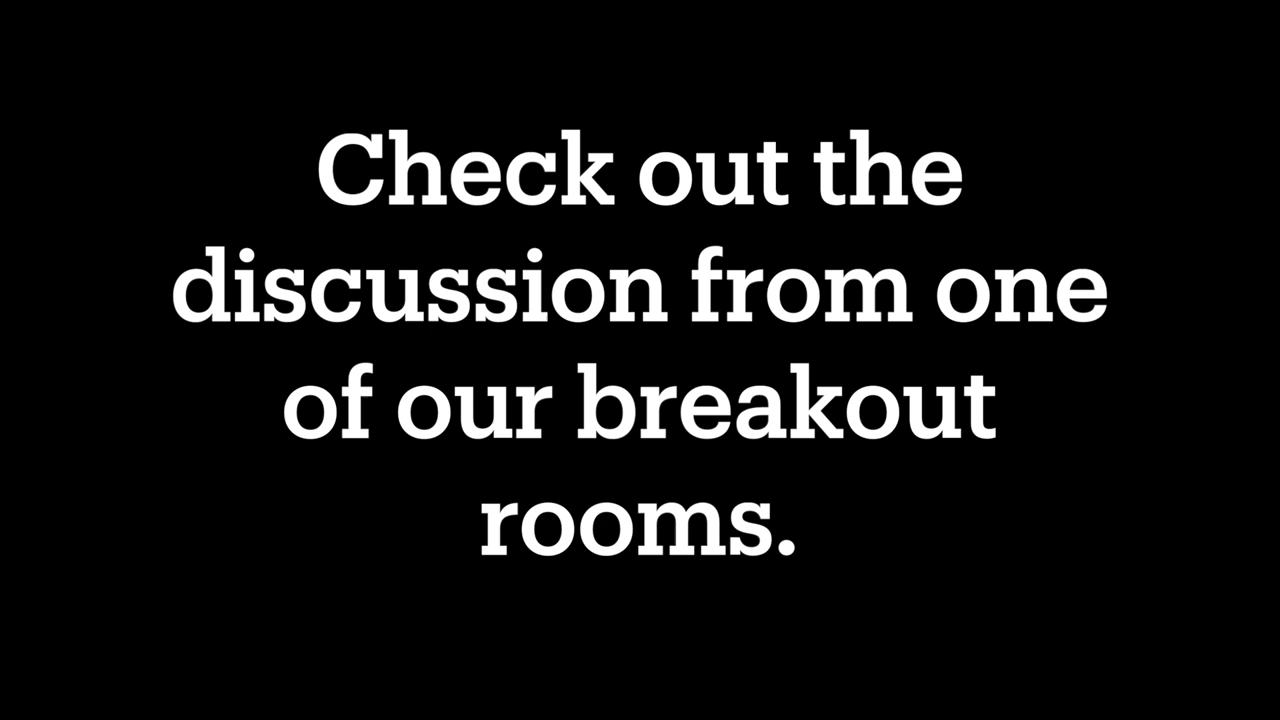 Check out the
discussion from one
of our breakout
rooms.